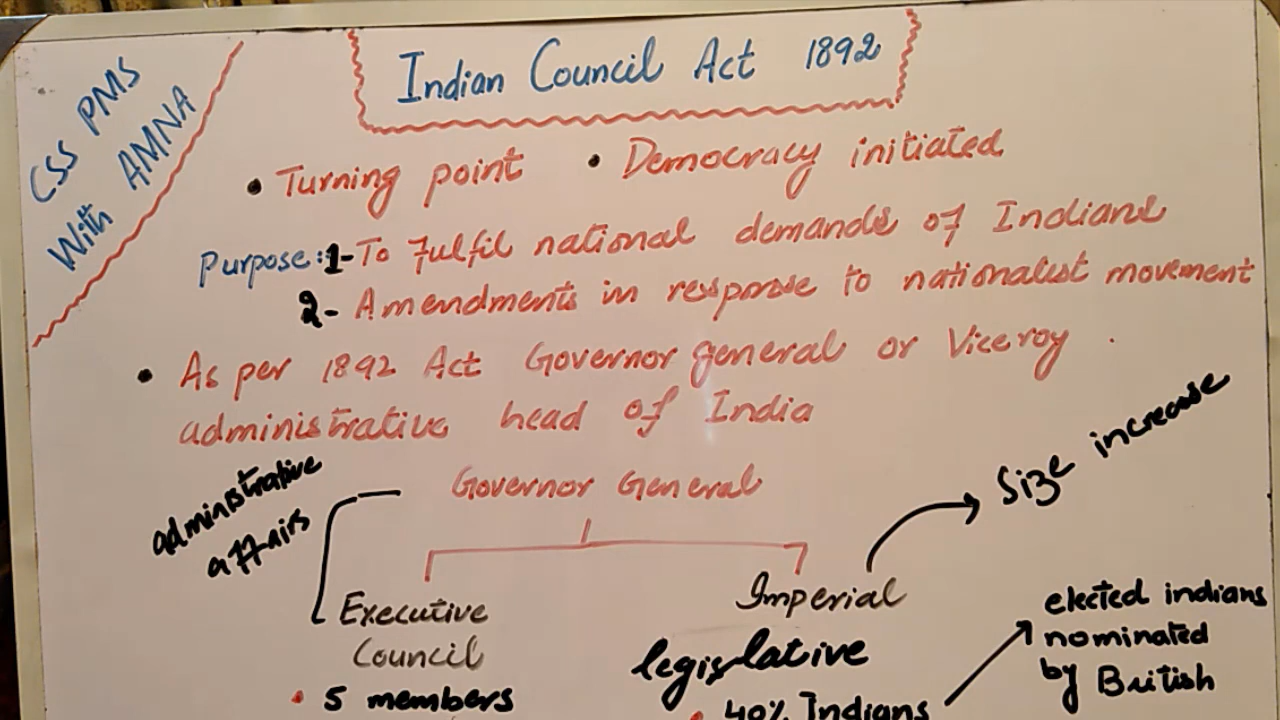 CSS PMS
With AMNA
Indian Council Act 1892
• Turning point • Democracy initiated
Purpose: 1- To Fulfil national demands of Indians
2- Amendments in response to nationalist movement
• As per 1892 Act Governor general or Viceroy
administrative head of India
administrative
affairs
Governor General
Size increase
Executive
Council
• 5 members
Imperial
legislative
• 40% Indians
elected indians
nominated
by British